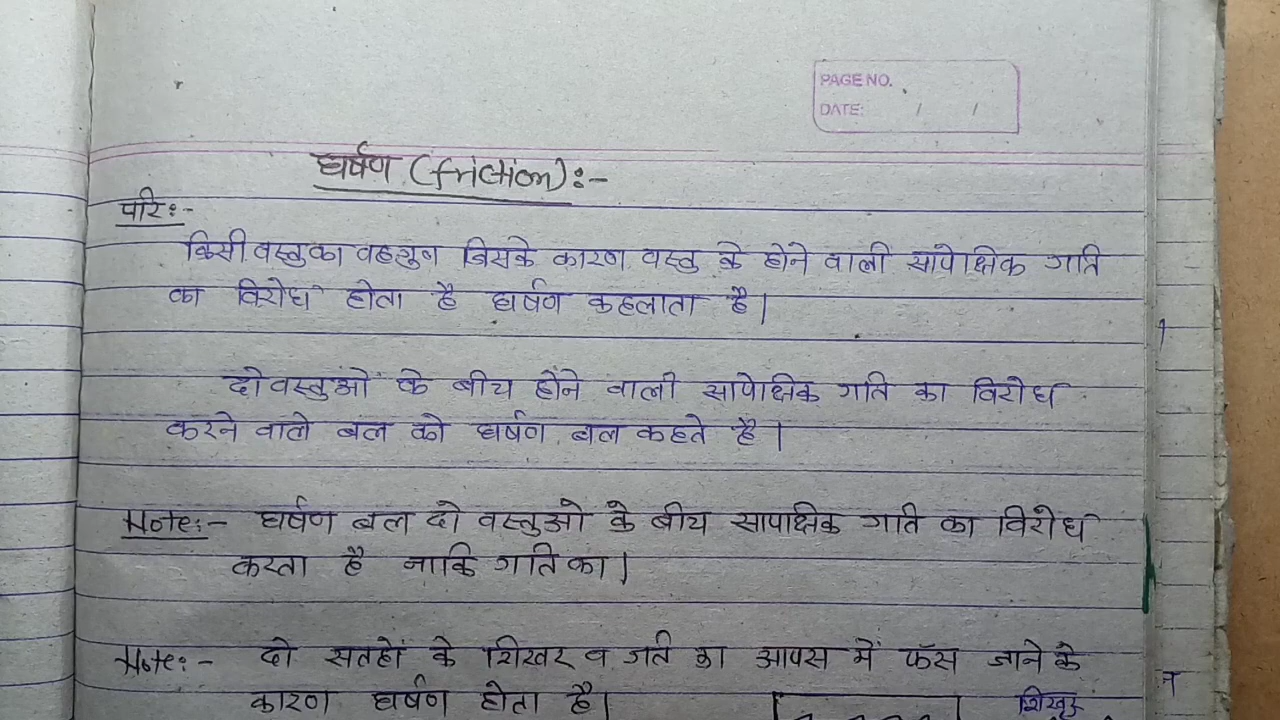 PAGE NO.
DATE: / /
घर्षण (friction):-
परि:-
किसी वस्तु का वह गुण जिसके कारण वस्तु के होने वाली सापेक्षिक गति
का विरोध होता है घर्षण कहलाता है।
दो वस्तुओं के बीच होने वाली सापेक्षिक गति का विरोध
करने वाले बल को घर्षण बल कहते है।
Note:- घर्षण बल दो वस्तुओ के बीच सापाक्षिक गति का विरोध
करता है नाकि गति का।
Note:- दो सतहों के शिखर व गर्त का आपस में फॅस जाने के
कारण घर्षण होता है।
शिखर